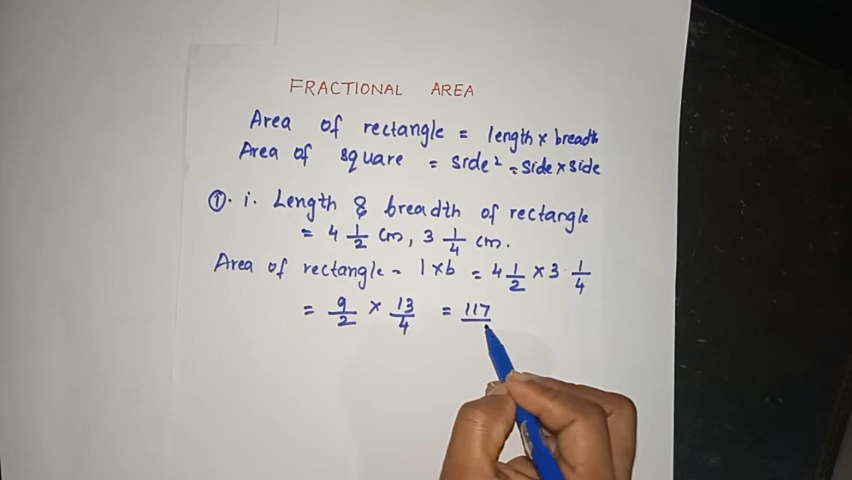 FRACTIONAL AREA
Area of rectangle = length x breadth
Area of square = side² = side x side
①. i. Length & breadth of rectangle
= 4 1/2 cm, 3 1/4 cm.
Area of rectangle = l x b = 4 1/2 x 3 1/4
= 9/2 x 13/4 = 117/